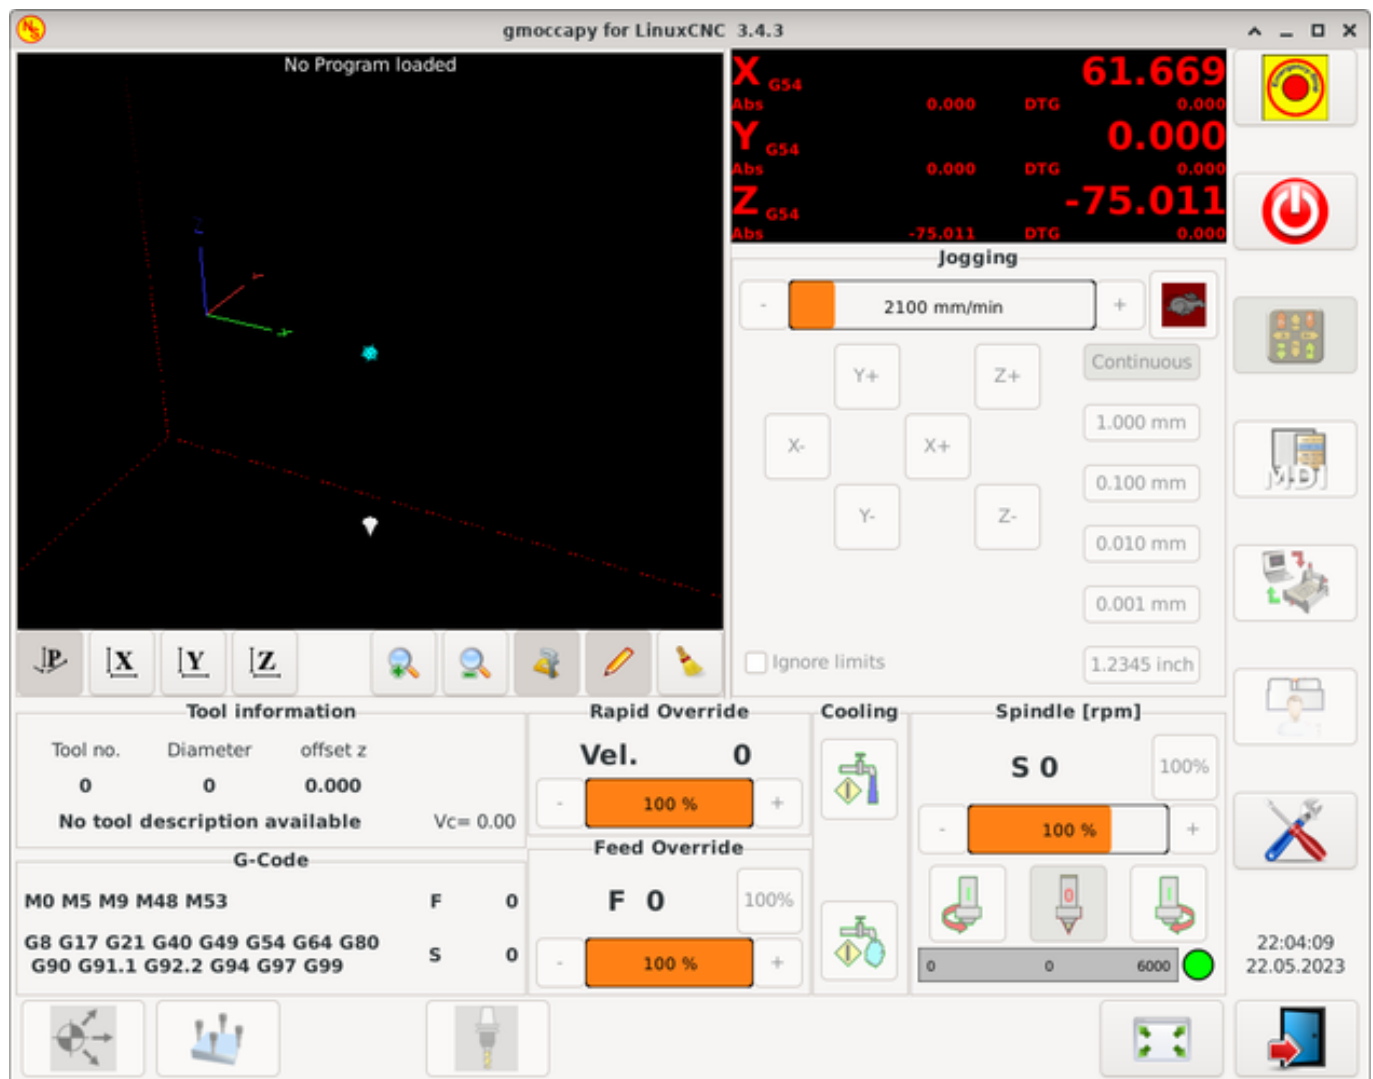 gmoccapy for LinuxCNC 3.4.3
No Program loaded
X G54 61.669
Abs 0.000 DTG 0.000
Y G54 0.000
Abs 0.000 DTG 0.000
Z G54 -75.011
Abs -75.011 DTG 0.000
Jogging
- 2100 mm/min +
Y+ Z+ Continuous
1.000 mm
X- X+
0.100 mm
Y- Z-
0.010 mm
0.001 mm
Ignore limits 1.2345 inch
MDI
P X Y Z
Tool information
Tool no. Diameter offset z
0 0 0.000
No tool description available Vc= 0.00
G-Code
M0 M5 M9 M48 M53 F 0
G8 G17 G21 G40 G49 G54 G64 G80
G90 G91.1 G92.2 G94 G97 G99
S 0
Rapid Override
Vel. 0
- 100 % +
Feed Override
F 0 100%
- 100 % +
Cooling
Spindle [rpm]
S 0 100%
- 100 % +
0 0 6000
22:04:09
22.05.2023